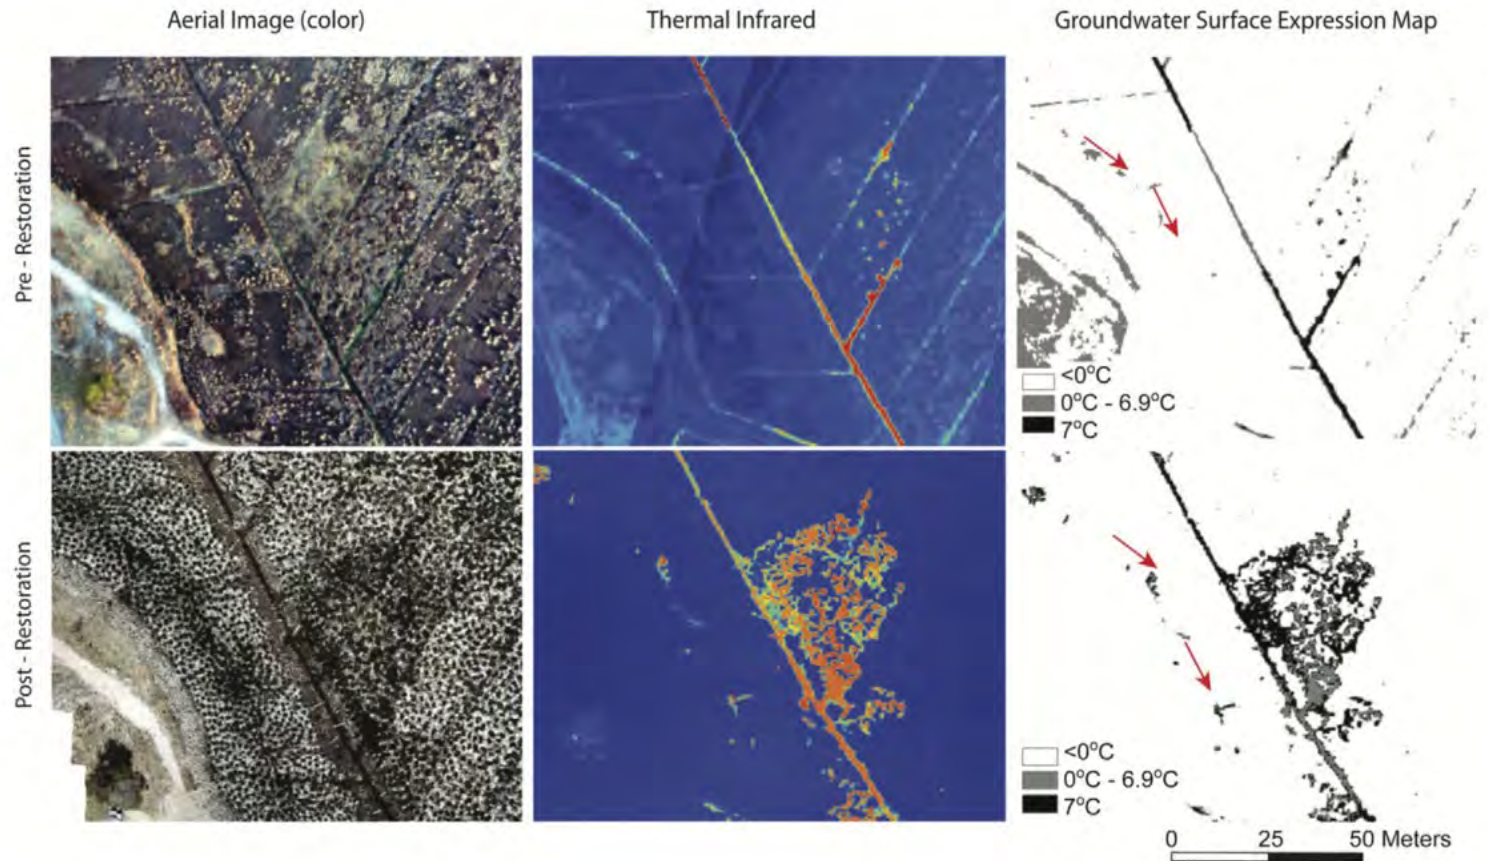 Aerial Image (color)
Thermal Infrared
Groundwater Surface Expression Map
Pre - Restoration
<0°C
0°C - 6.9°C
7°C
Post - Restoration
<0°C
0°C - 6.9°C
7°C
0 25 50 Meters